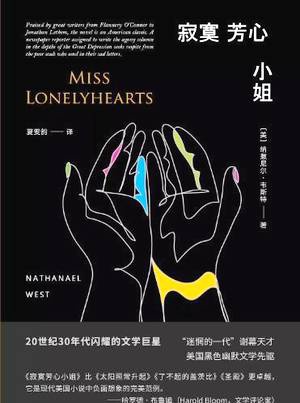 Praised by great writers from Flannery O'Connor to
Jonathan Lethem, the novel is an American classic. A
newspaper reporter assigned to write the agony column
in the depths of the Great Depression seeks respite from
the poor souls who send in their sad letters.
寂寞 芳心
小姐
MISS
LONELYHEARTS
夏雯韵 —— 译
[美] 纳撒尼尔·韦斯特 —— 著
NATHANAEL
WEST
20世纪30年代闪耀的文学巨星
“迷惘的一代”谢幕天才
美国黑色幽默文学先驱
《寂寞芳心小姐》比《太阳照常升起》《了不起的盖茨比》《圣殿》更卓越，
它是现代美国小说中负面想象的完美范例。
——哈罗德·布鲁姆（Harold Bloom，文学评论家）